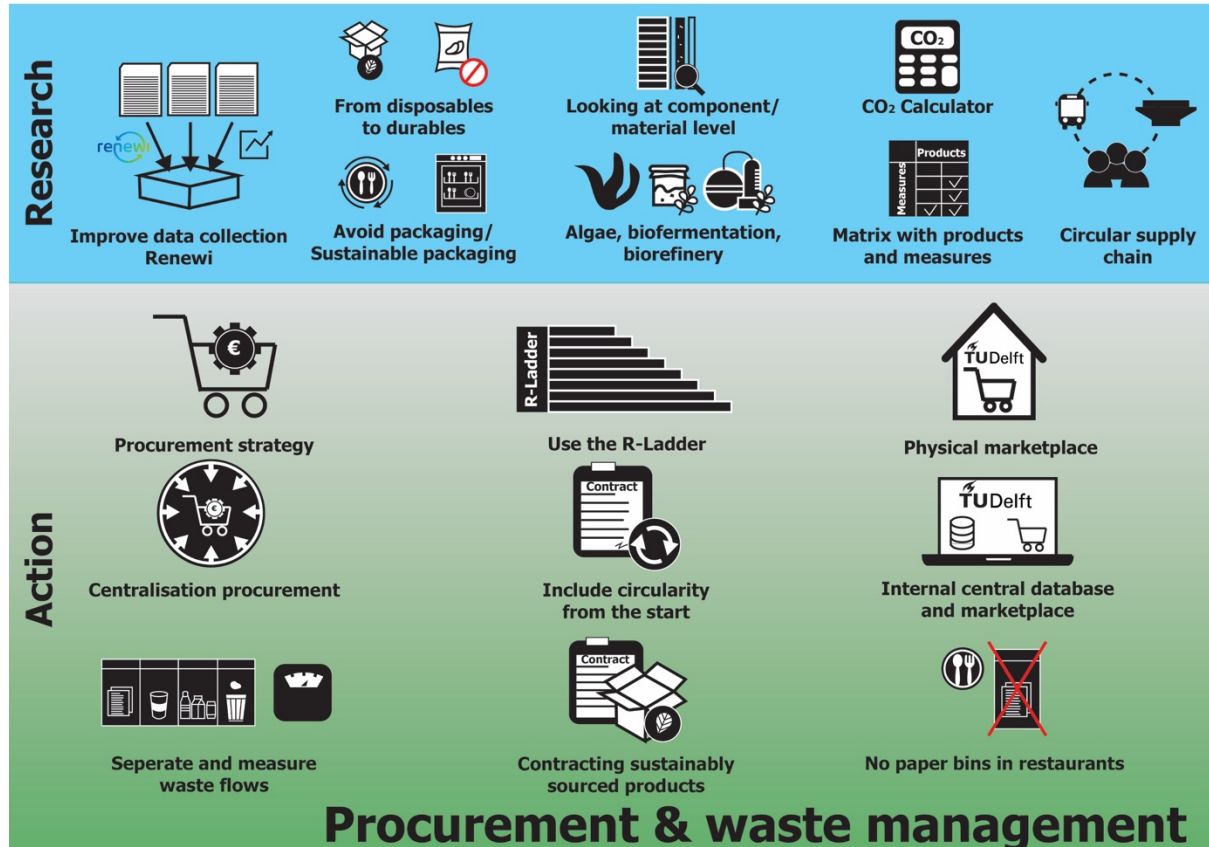 Research
renewi
Improve data collection
Renewi
From disposables
to durables
Avoid packaging/
Sustainable packaging
Looking at component/
material level
Algae, biofermentation,
biorefinery
CO₂
CO₂ Calculator
Products
Measures
Matrix with products
and measures
Circular supply
chain
Action
€
Procurement strategy
R-Ladder
Use the R-Ladder
TUDelft
Physical marketplace
Centralisation procurement
Contract
Include circularity
from the start
TUDelft
Internal central database
and marketplace
Seperate and measure
waste flows
Contract
Contracting sustainably
sourced products
No paper bins in restaurants
Procurement & waste management